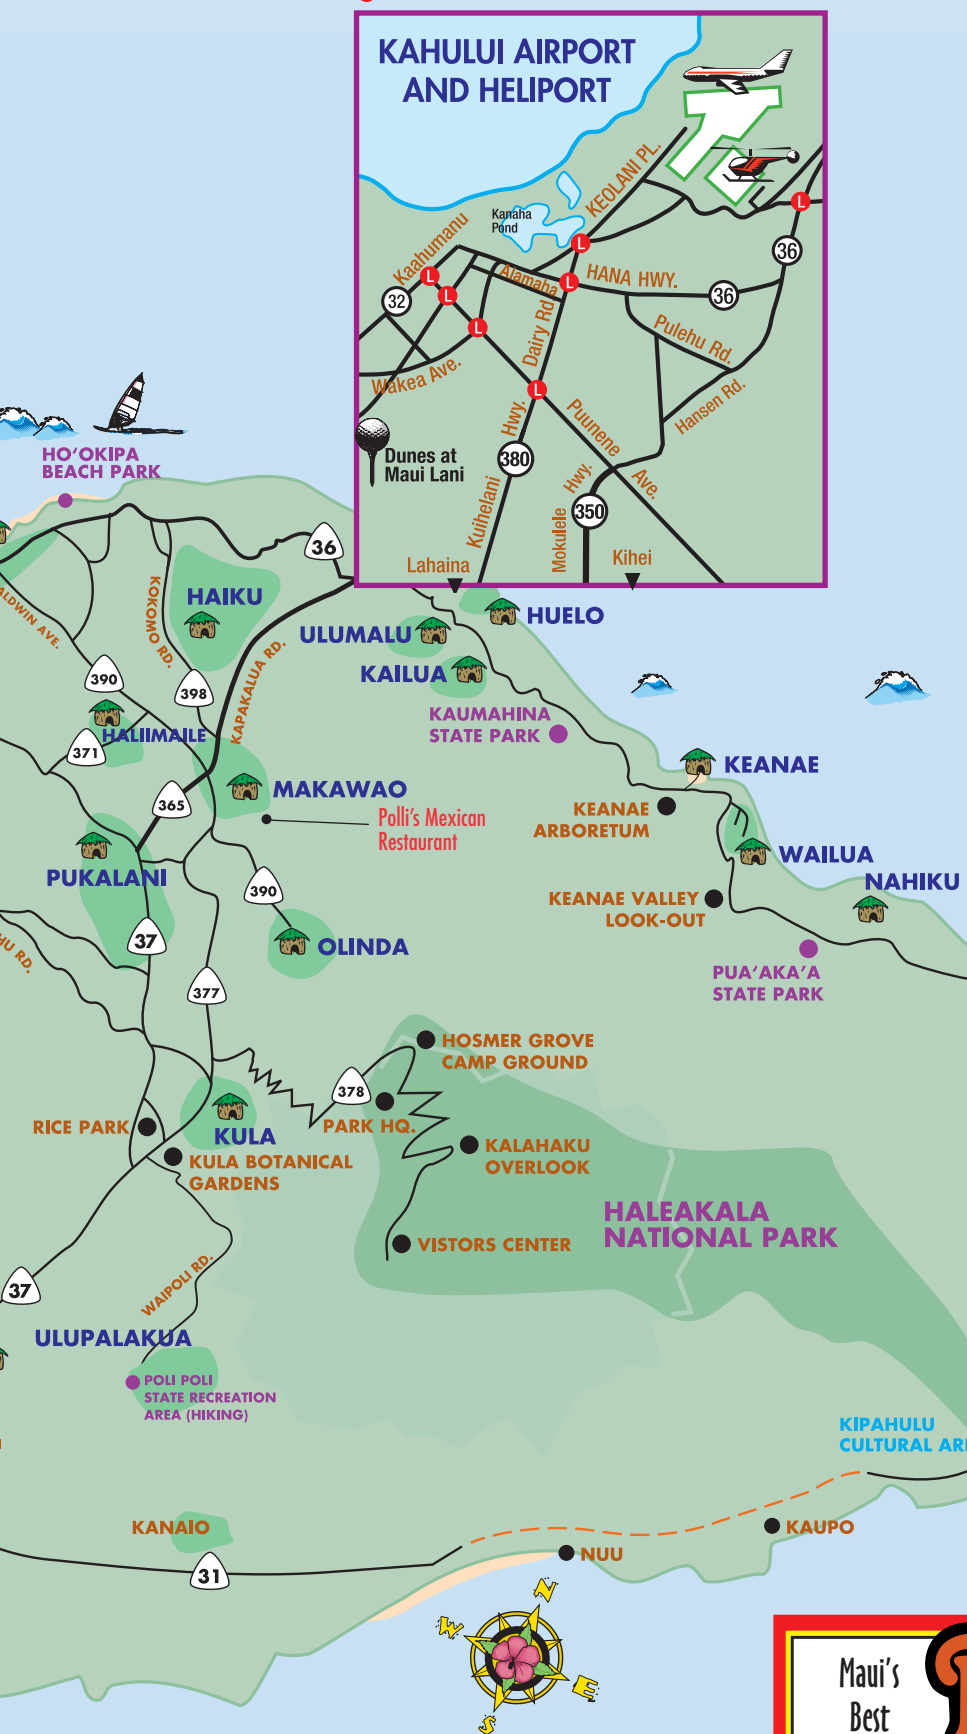 KAHULUI AIRPORT
AND HELIPORT
KEOLANI PL.
Kanaha
Pond
Kaahumanu
Alamaha
HANA HWY.
36
36
32
L
L
L
L
L
L
L
Dairy Rd.
Pulehu Rd.
Wakea Ave.
Hansen Rd.
Puunene
Ave.
Dunes at
Maui Lani
Kuihelani
Hwy.
380
Mokulele
Hwy.
350
Lahaina
Kihei
HO'OKIPA
BEACH PARK
36
ALDWIN AVE.
KOKOMO RD.
HAIKU
HUELO
ULUMALU
KAILUA
KAPAKALUA RD.
390
398
KAUMAHINA
STATE PARK
HALIIMAILE
371
KEANAE
365
MAKAWAO
KEANAE
ARBORETUM
Polli's Mexican
Restaurant
WAILUA
PUKALANI
390
NAHIKU
KEANAE VALLEY
LOOK-OUT
37
OLINDA
HU RD.
377
PUA'AKA'A
STATE PARK
HOSMER GROVE
CAMP GROUND
378
PARK HQ.
RICE PARK
KULA
KALAHAKU
OVERLOOK
KULA BOTANICAL
GARDENS
HALEAKALA
NATIONAL PARK
VISTORS CENTER
WAIPOLI RD.
37
ULUPALAKUA
POLI POLI
STATE RECREATION
AREA (HIKING)
KIPAHULU
CULTURAL ARE
KANAIO
KAUPO
NUU
31
N
W
E
S
Maui's
Best